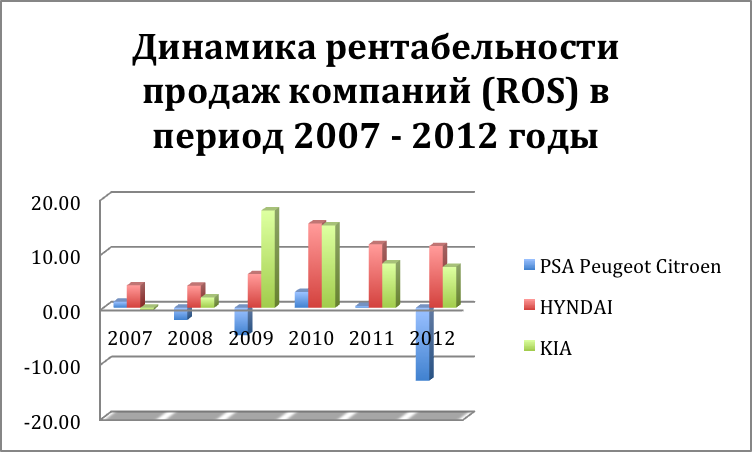 Динамика рентабельности
продаж компаний (ROS) в
период 2007 - 2012 годы
20.00
10.00
0.00
-10.00
-20.00
2007 2008 2009 2010 2011 2012
PSA Peugeot Citroen
HYNDAI
KIA